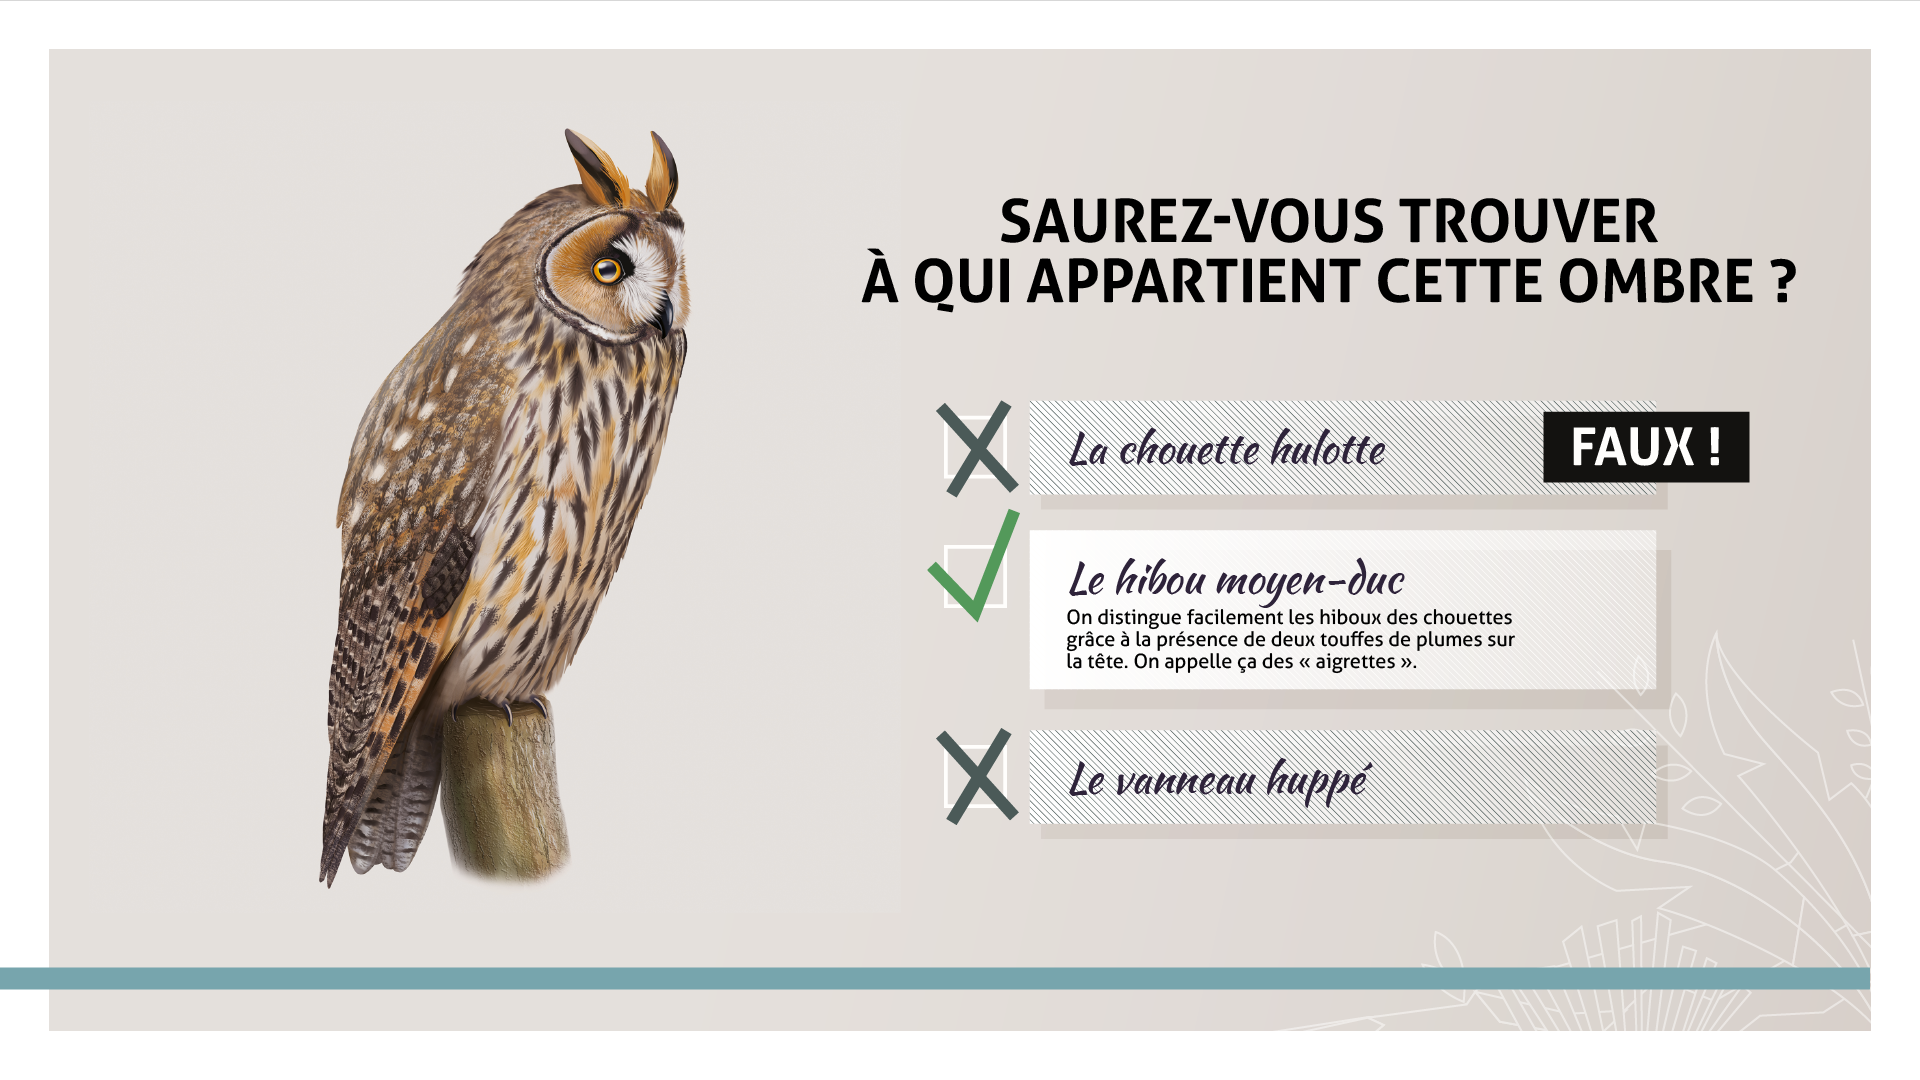 SAUREZ-VOUS TROUVER
À QUI APPARTIENT CETTE OMBRE ?
La chouette hulotte
FAUX !
Le hibou moyen-duc
On distingue facilement les hiboux des chouettes
grâce à la présence de deux touffes de plumes sur
la tête. On appelle ça des « aigrettes ».
Le vanneau huppé